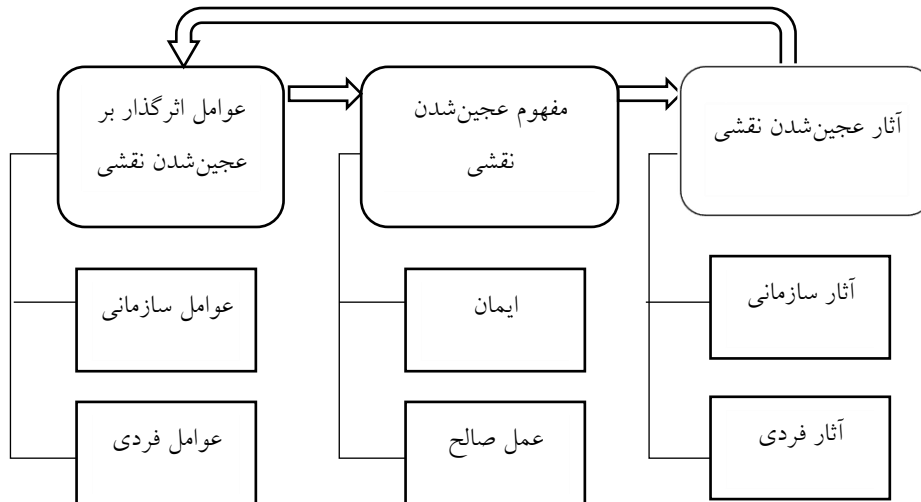 عوامل اثرگذار بر
عجین‌شدن نقشی
مفهوم عجین‌شدن
نقشی
آثار عجین‌شدن نقشی
عوامل سازمانی
ایمان
آثار سازمانی
عوامل فردی
عمل صالح
آثار فردی